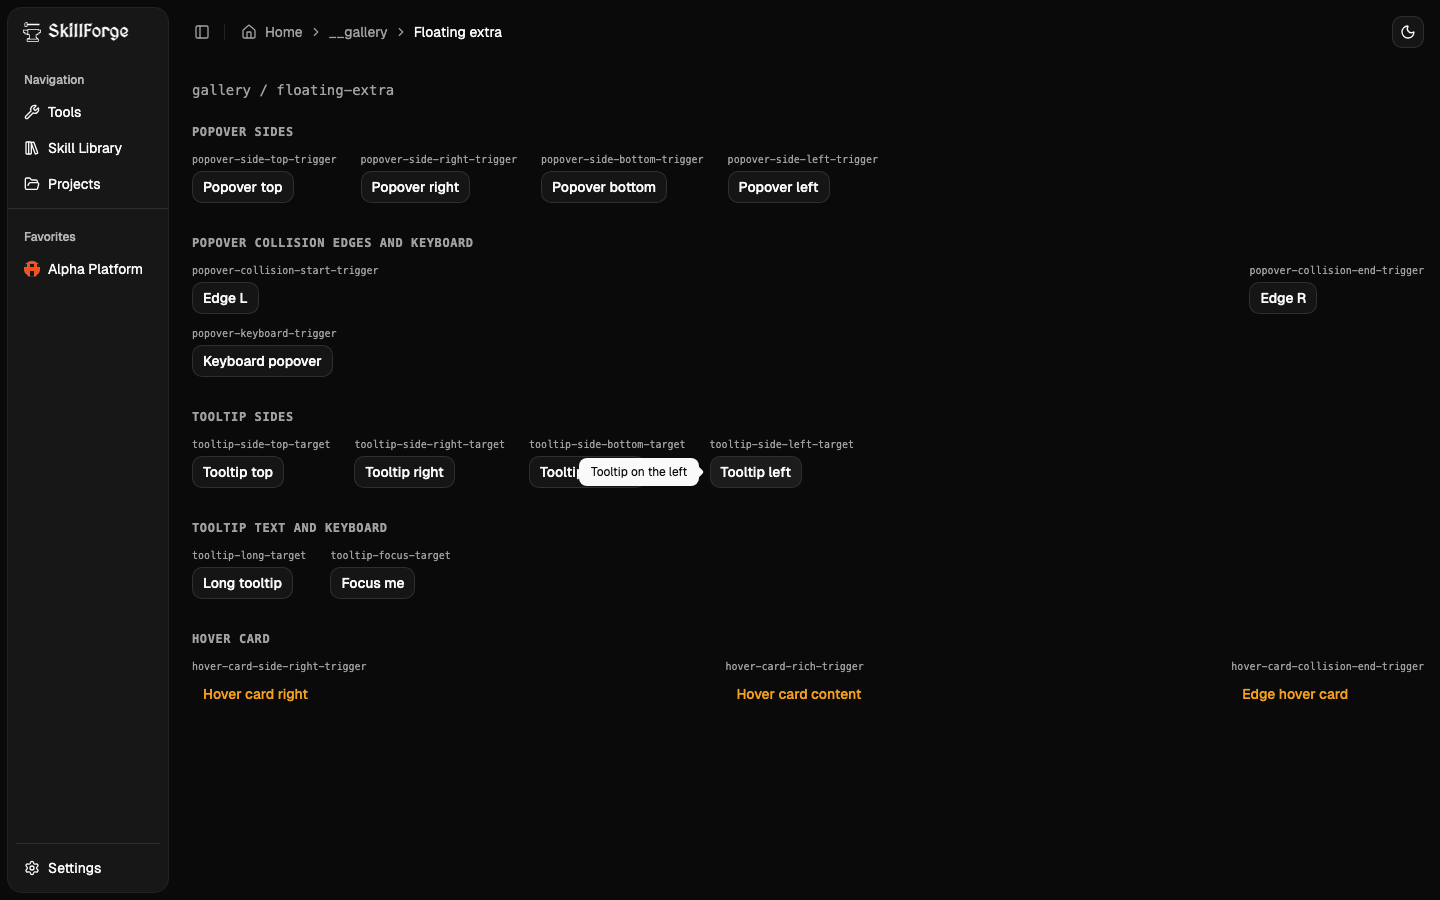 SkillForge
Navigation
Tools
Skill Library
Projects
Favorites
Alpha Platform
Settings
Home
__gallery
Floating extra
gallery / floating-extra
POPOVER SIDES
popover-side-top-trigger
popover-side-right-trigger
popover-side-bottom-trigger
popover-side-left-trigger
Popover top
Popover right
Popover bottom
Popover left
POPOVER COLLISION EDGES AND KEYBOARD
popover-collision-start-trigger
popover-collision-end-trigger
Edge L
Edge R
popover-keyboard-trigger
Keyboard popover
TOOLTIP SIDES
tooltip-side-top-target
tooltip-side-right-target
tooltip-side-bottom-target
tooltip-side-left-target
Tooltip top
Tooltip right
Tooltip on the left
Tooltip left
TOOLTIP TEXT AND KEYBOARD
tooltip-long-target
tooltip-focus-target
Long tooltip
Focus me
HOVER CARD
hover-card-side-right-trigger
hover-card-rich-trigger
hover-card-collision-end-trigger
Hover card right
Hover card content
Edge hover card